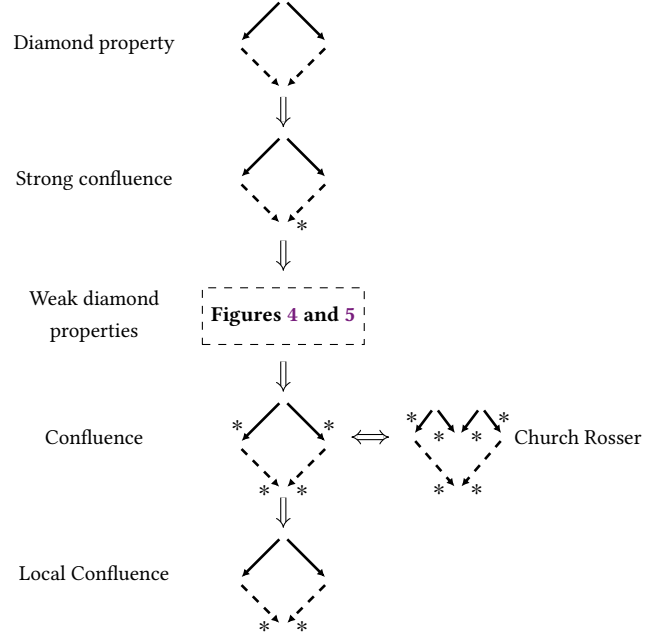 Diamond property
Strong confluence
*
Weak diamond
properties
Figures 4 and 5
Confluence
* *
* *
* * * *
* *
Church Rosser
Local Confluence
* *